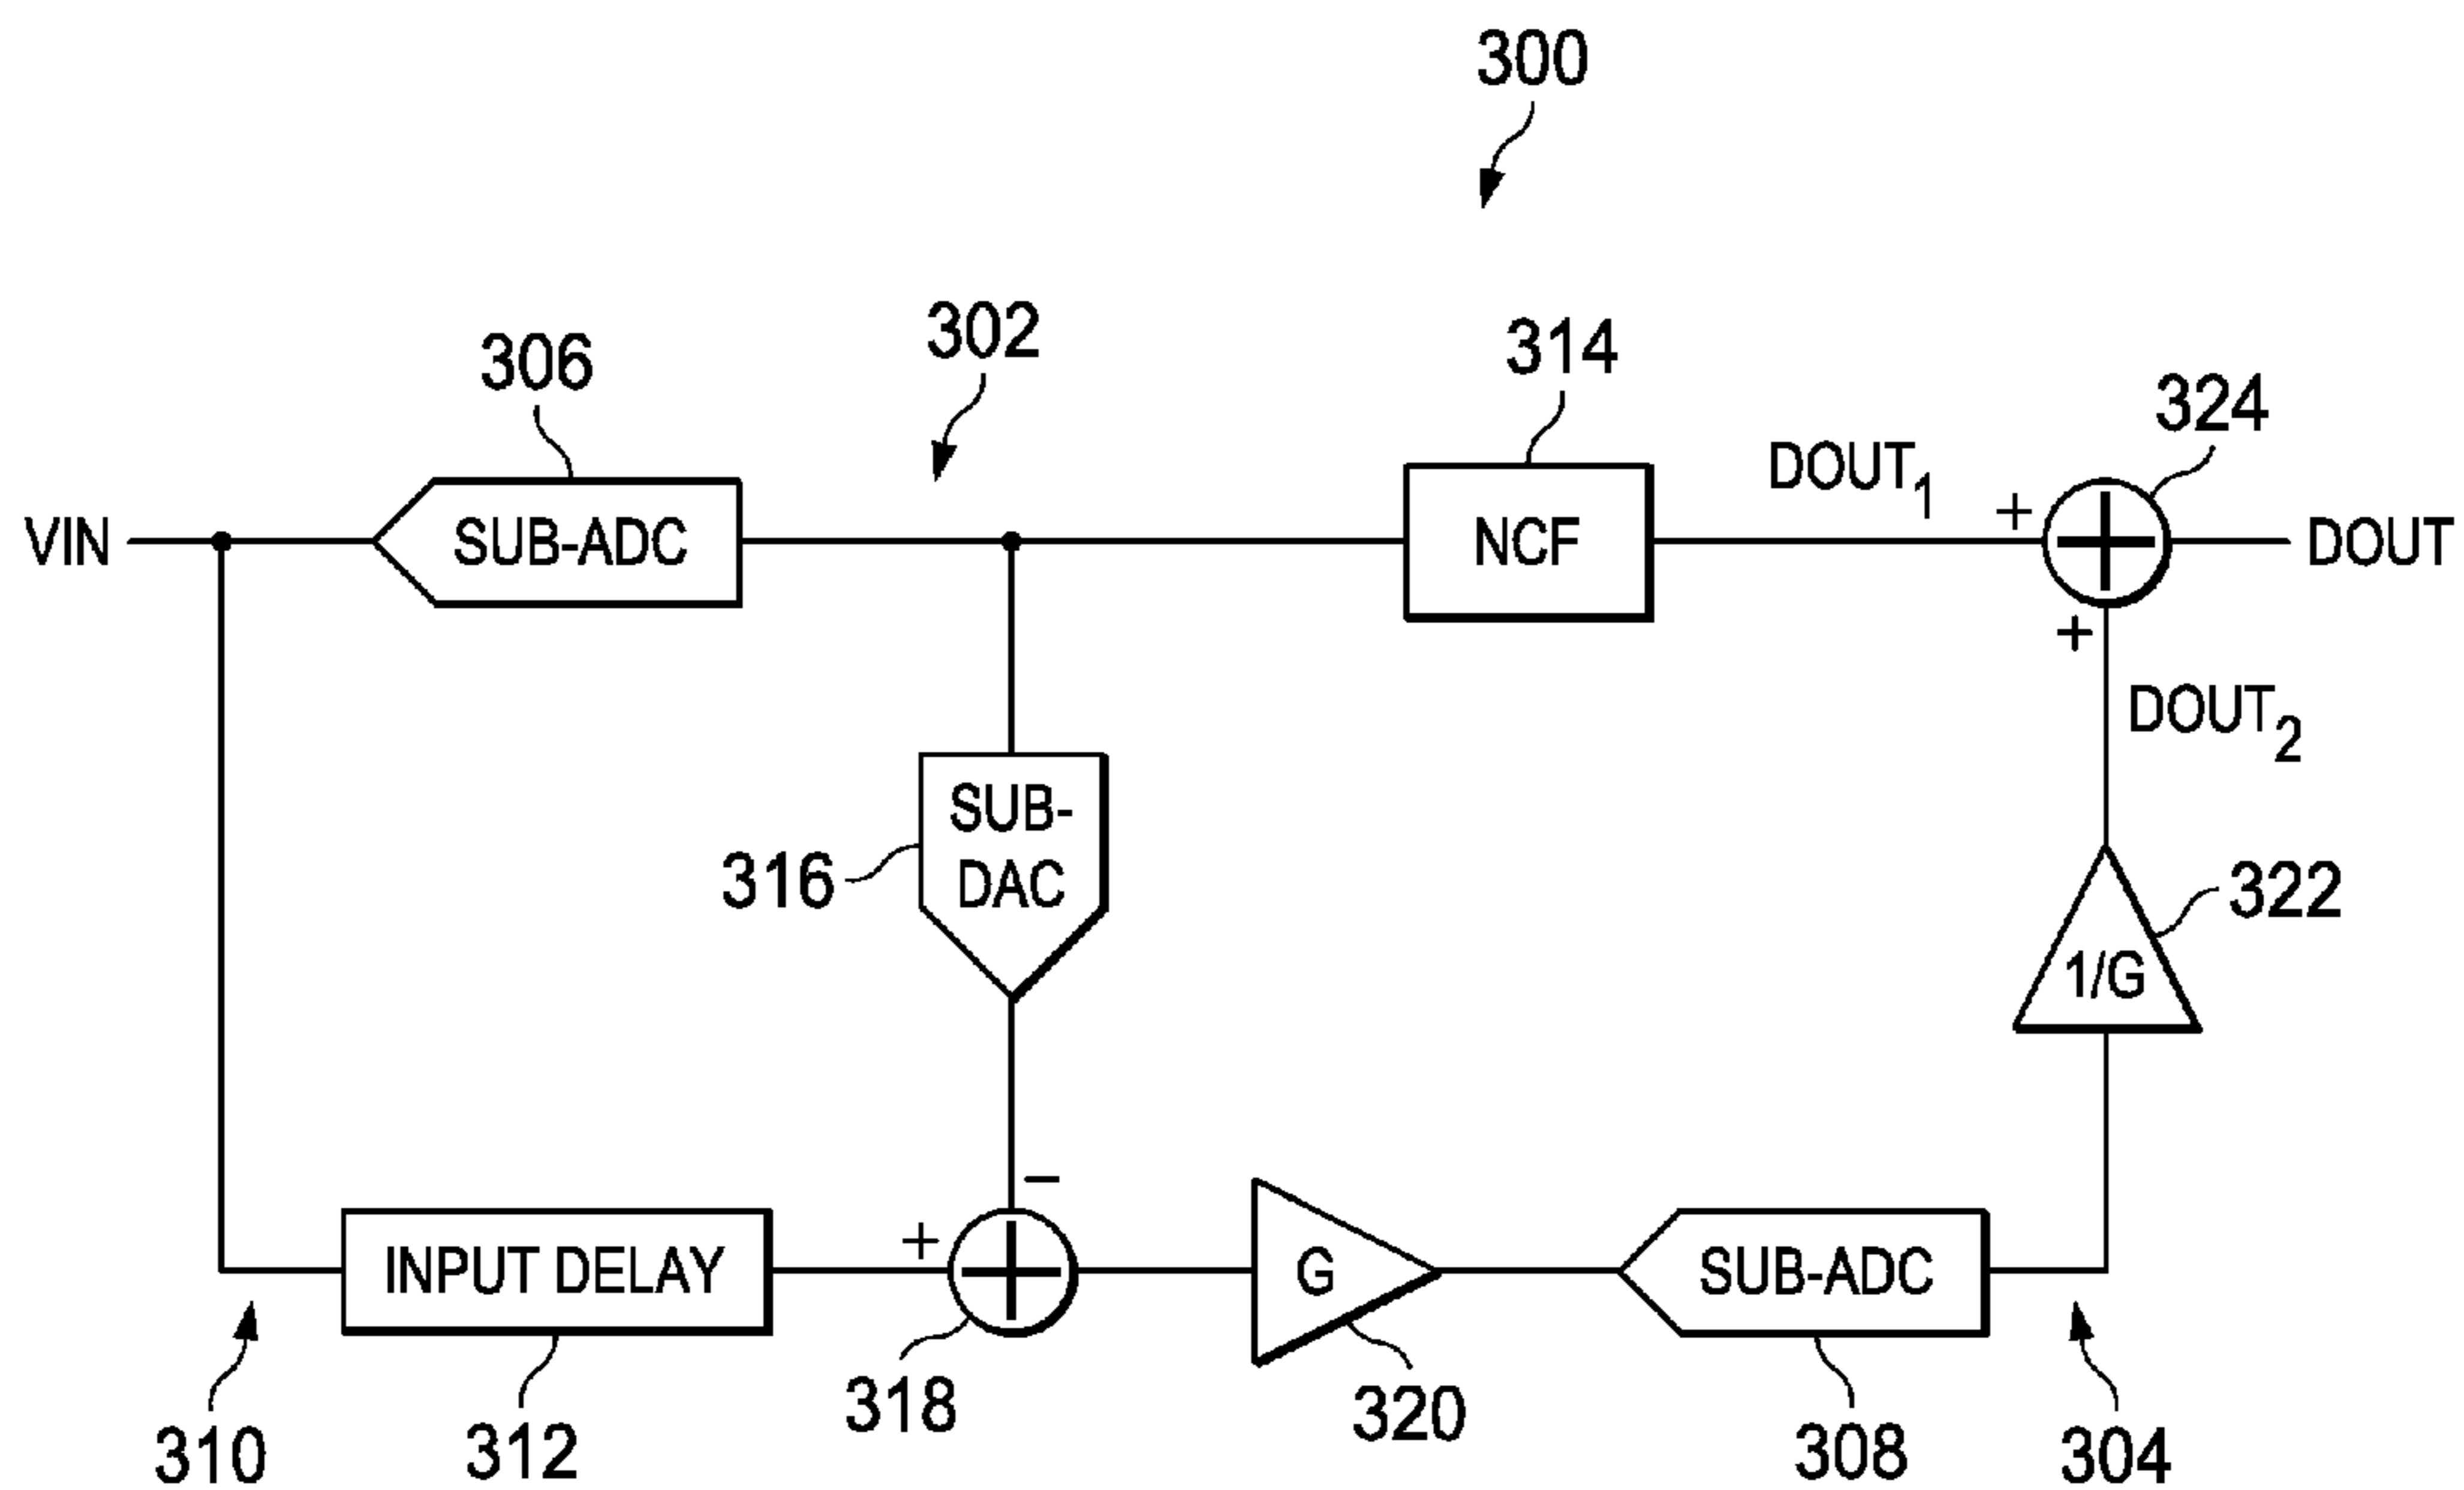 300
302
306
314
324
DOUT1
+
VIN
SUB-ADC
NCF
DOUT
+
DOUT2
SUB-
DAC
316
322
1/G
−
+
INPUT DELAY
G
SUB-ADC
318
320
310
312
308
304